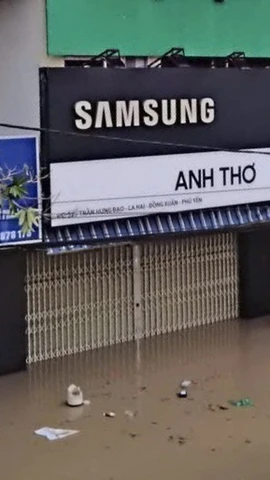 SAMSUNG
ANH THƠ
TRẦN HƯNG ĐẠO - LA HAI - ĐỒNG XUÂN - PHÚ YÊN